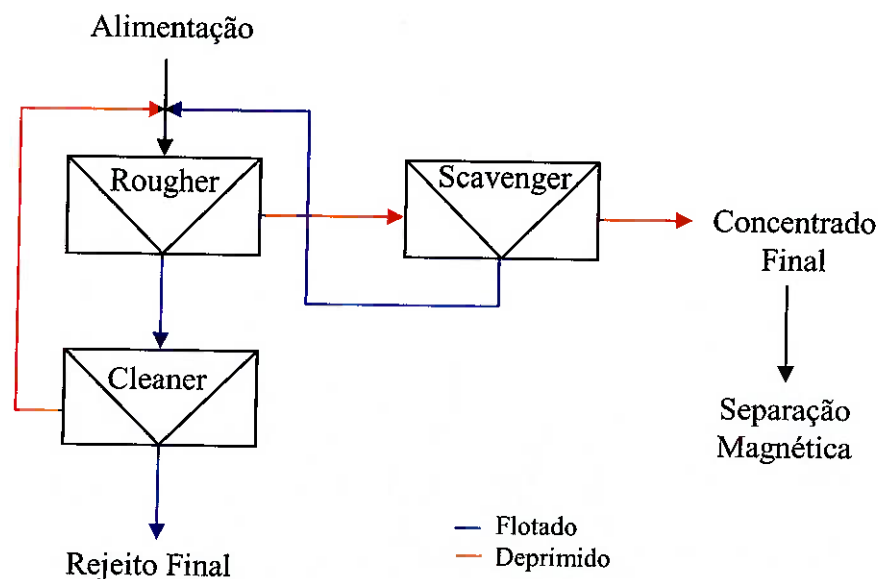 Alimentação
Rougher
Scavenger
Concentrado
Final
Cleaner
Separação
Magnética
Flotado
Deprimido
Rejeito Final